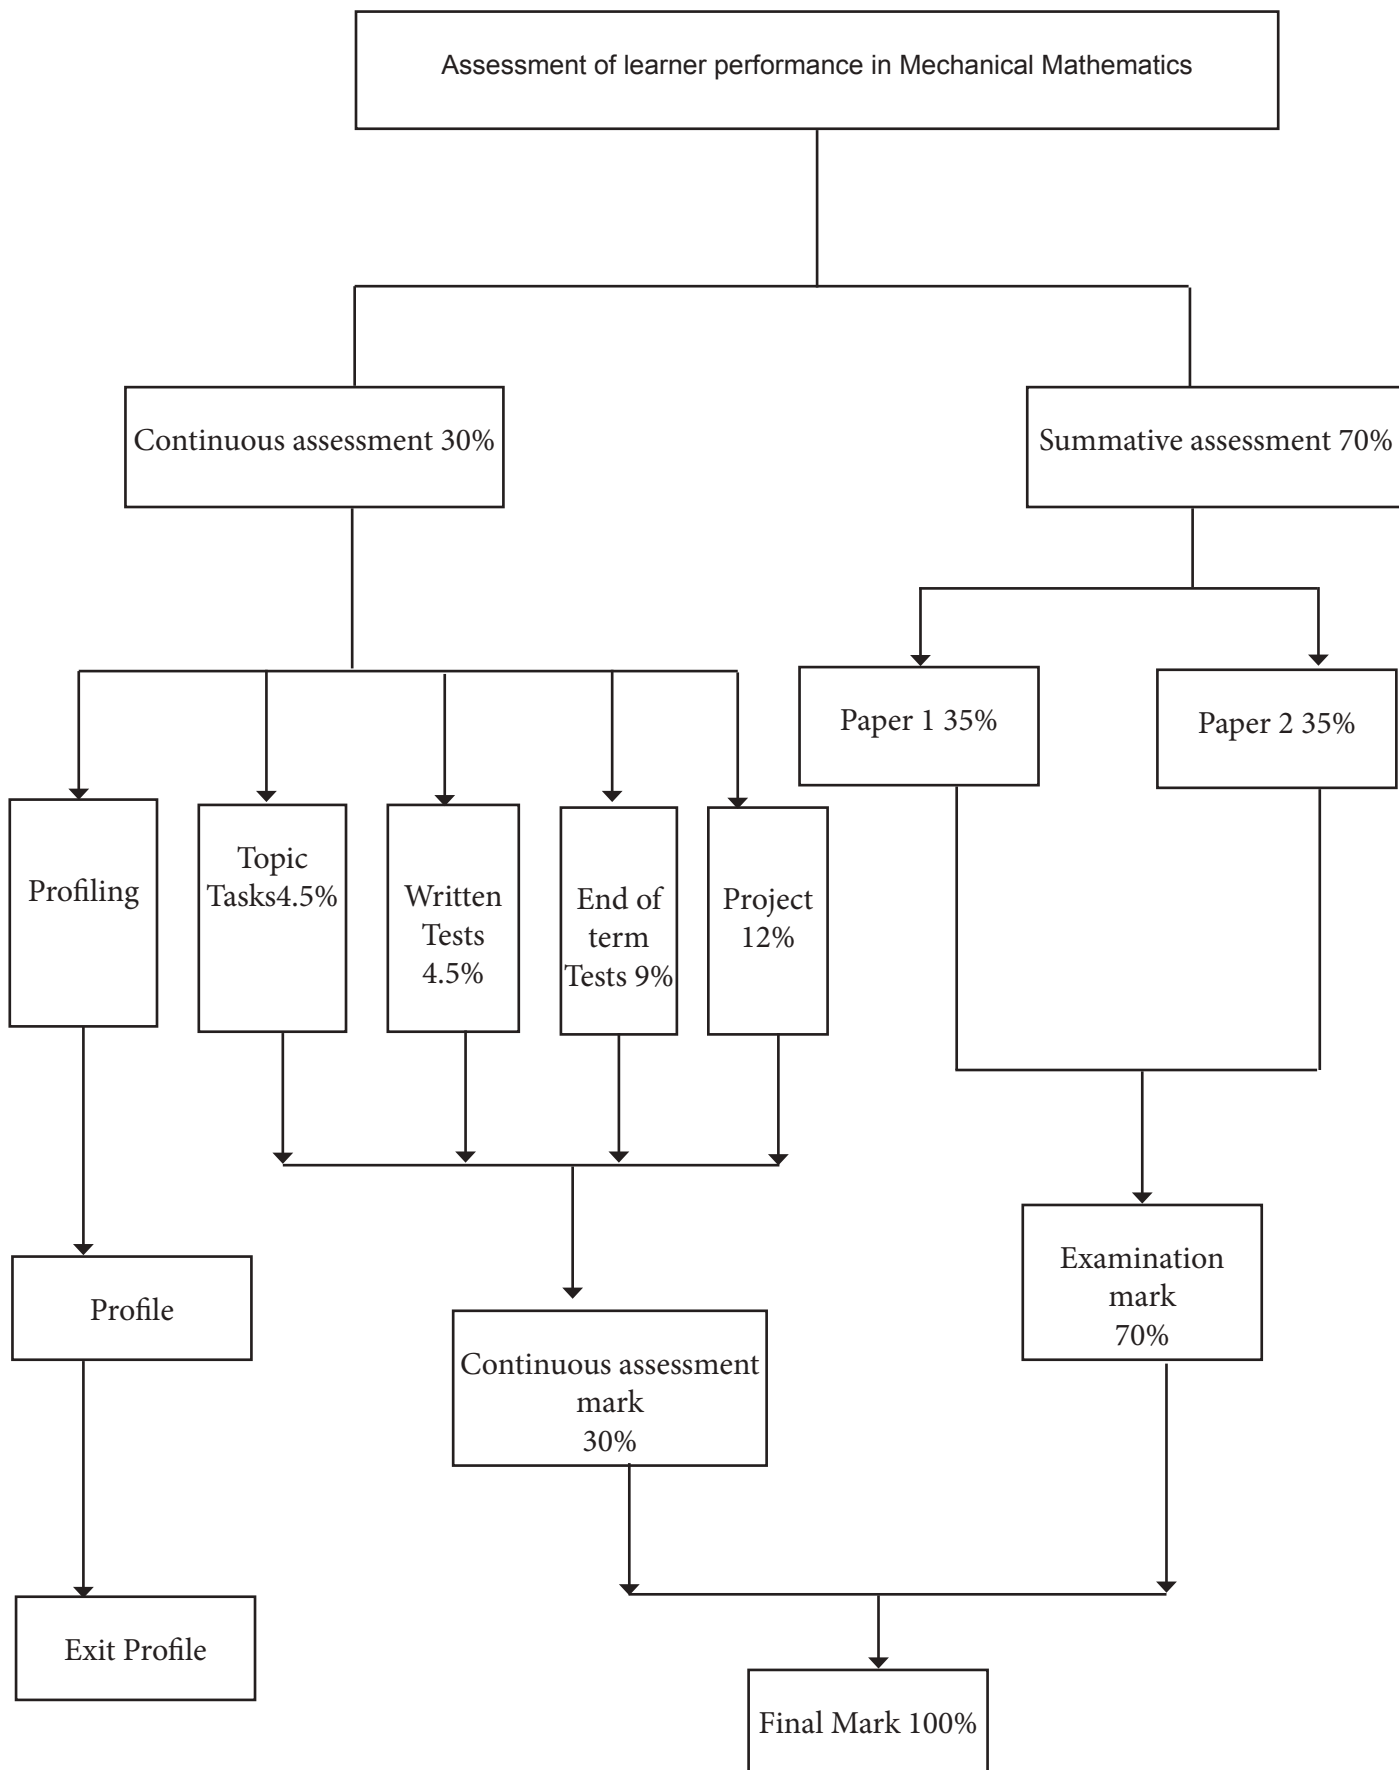 Assessment of learner performance in Mechanical Mathematics
Continuous assessment 30%
Summative assessment 70%
Paper 1 35%
Paper 2 35%
Profiling
Topic
Tasks4.5%
Written
Tests
4.5%
End of
term
Tests 9%
Project
12%
Profile
Continuous assessment
mark
30%
Examination
mark
70%
Exit Profile
Final Mark 100%